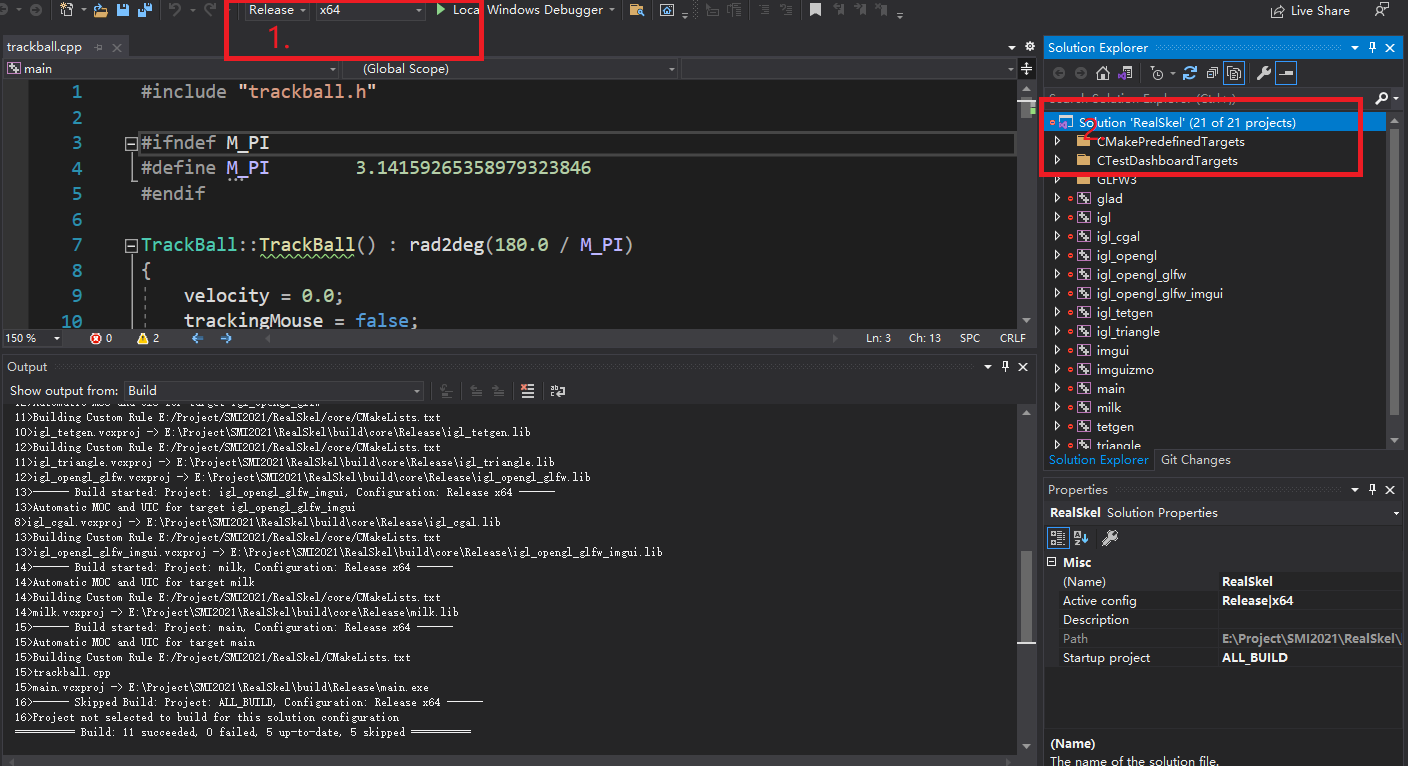 Release x64 Loca Windows Debugger Live Share
1.
trackball.cpp
main (Global Scope)
1 #include "trackball.h"
2
3 #ifndef M_PI
4 #define M_PI 3.14159265358979323846
5 #endif
6
7 TrackBall::TrackBall() : rad2deg(180.0 / M_PI)
8 {
9 velocity = 0.0;
10 trackingMouse = false;
150 % 0 2 Ln: 3 Ch: 13 SPC CRLF
Output
Show output from: Build
12>Automatic MOC and UIC for target igl_opengl_glfw
11>Building Custom Rule E:/Project/SMI2021/RealSkel/core/CMakeLists.txt
10>igl_tetgen.vcxproj -> E:\Project\SMI2021\RealSkel\build\core\Release\igl_tetgen.lib
12>Building Custom Rule E:/Project/SMI2021/RealSkel/core/CMakeLists.txt
11>igl_triangle.vcxproj -> E:\Project\SMI2021\RealSkel\build\core\Release\igl_triangle.lib
12>igl_opengl_glfw.vcxproj -> E:\Project\SMI2021\RealSkel\build\core\Release\igl_opengl_glfw.lib
13>------ Build started: Project: igl_opengl_glfw_imgui, Configuration: Release x64 ------
13>Automatic MOC and UIC for target igl_opengl_glfw_imgui
8>igl_cgal.vcxproj -> E:\Project\SMI2021\RealSkel\build\core\Release\igl_cgal.lib
13>Building Custom Rule E:/Project/SMI2021/RealSkel/core/CMakeLists.txt
13>igl_opengl_glfw_imgui.vcxproj -> E:\Project\SMI2021\RealSkel\build\core\Release\igl_opengl_glfw_imgui.lib
14>------ Build started: Project: milk, Configuration: Release x64 ------
14>Automatic MOC and UIC for target milk
14>Building Custom Rule E:/Project/SMI2021/RealSkel/core/CMakeLists.txt
14>milk.vcxproj -> E:\Project\SMI2021\RealSkel\build\core\Release\milk.lib
15>------ Build started: Project: main, Configuration: Release x64 ------
15>Automatic MOC and UIC for target main
15>Building Custom Rule E:/Project/SMI2021/RealSkel/CMakeLists.txt
15>trackball.cpp
15>main.vcxproj -> E:\Project\SMI2021\RealSkel\build\Release\main.exe
16>------ Skipped Build: Project: ALL_BUILD, Configuration: Release x64 ------
16>Project not selected to build for this solution configuration
========== Build: 11 succeeded, 0 failed, 5 up-to-date, 5 skipped ==========
Solution Explorer
Search Solution Explorer (Ctrl+;)
Solution 'RealSkel' (21 of 21 projects)
2
CMakePredefinedTargets
CTestDashboardTargets
GLFW3
glad
igl
igl_cgal
igl_opengl
igl_opengl_glfw
igl_opengl_glfw_imgui
igl_tetgen
igl_triangle
imgui
imguizmo
main
milk
tetgen
triangle
Solution Explorer Git Changes
Properties
RealSkel Solution Properties
Misc
(Name) RealSkel
Active config Release|x64
Description
Path E:\Project\SMI2021\RealSkel\
Startup project ALL_BUILD
(Name)
The name of the solution file.